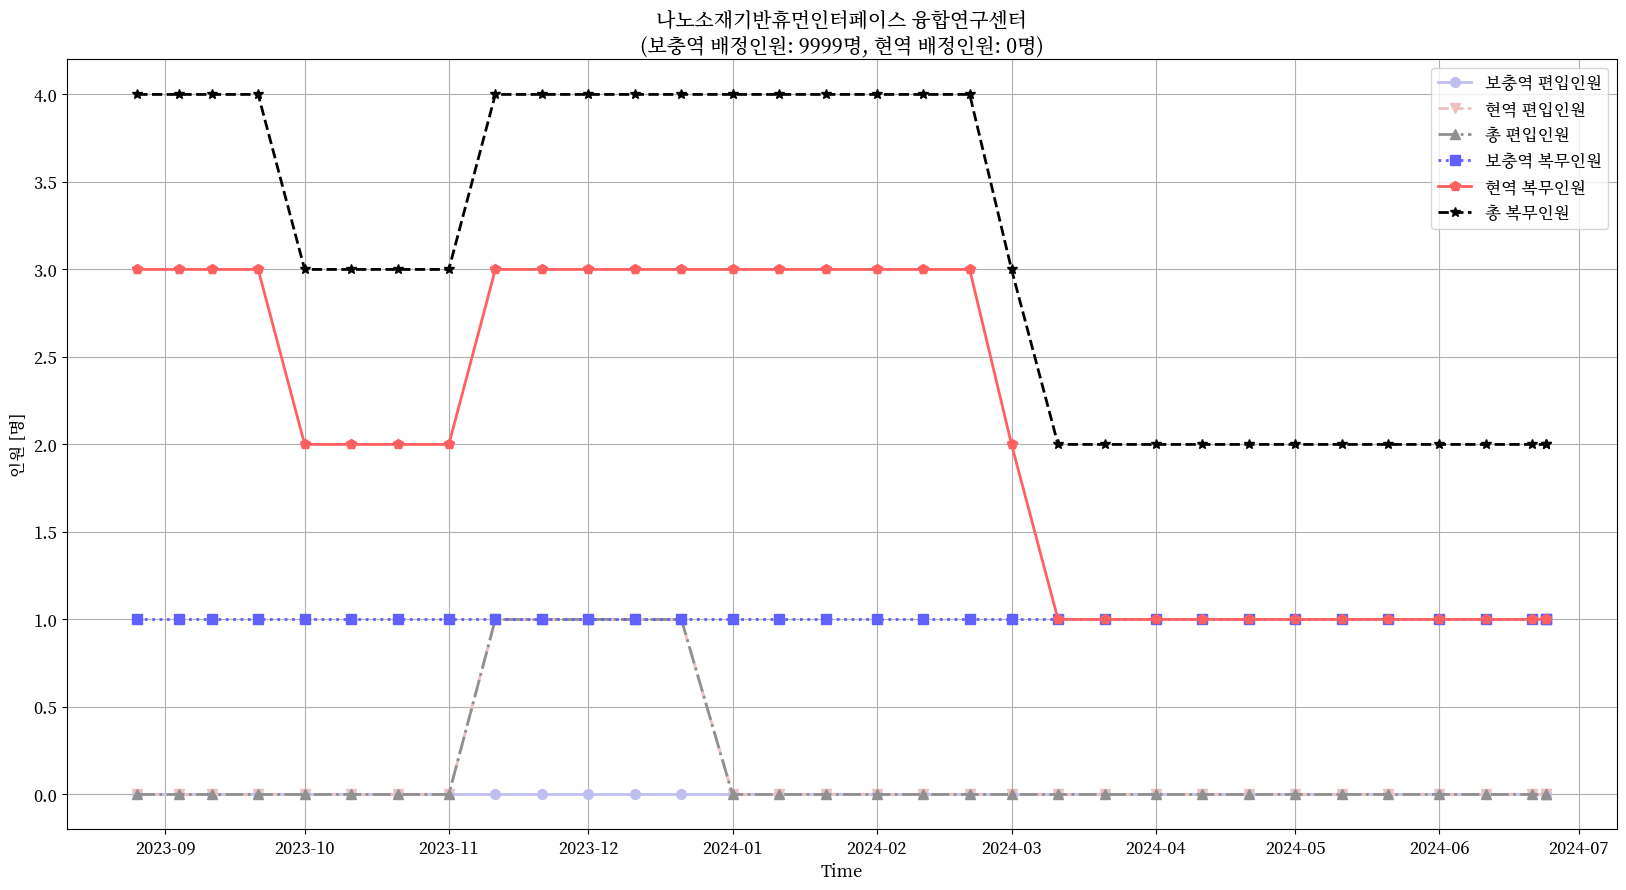 나노소재기반휴먼인터페이스 융합연구센터
(보충역 배정인원: 9999명, 현역 배정인원: 0명)
보충역 편입인원
현역 편입인원
총 편입인원
보충역 복무인원
현역 복무인원
총 복무인원
인원 [명]
4.0
3.5
3.0
2.5
2.0
1.5
1.0
0.5
0.0
2023-09 2023-10 2023-11 2023-12 2024-01 2024-02 2024-03 2024-04 2024-05 2024-06 2024-07
Time